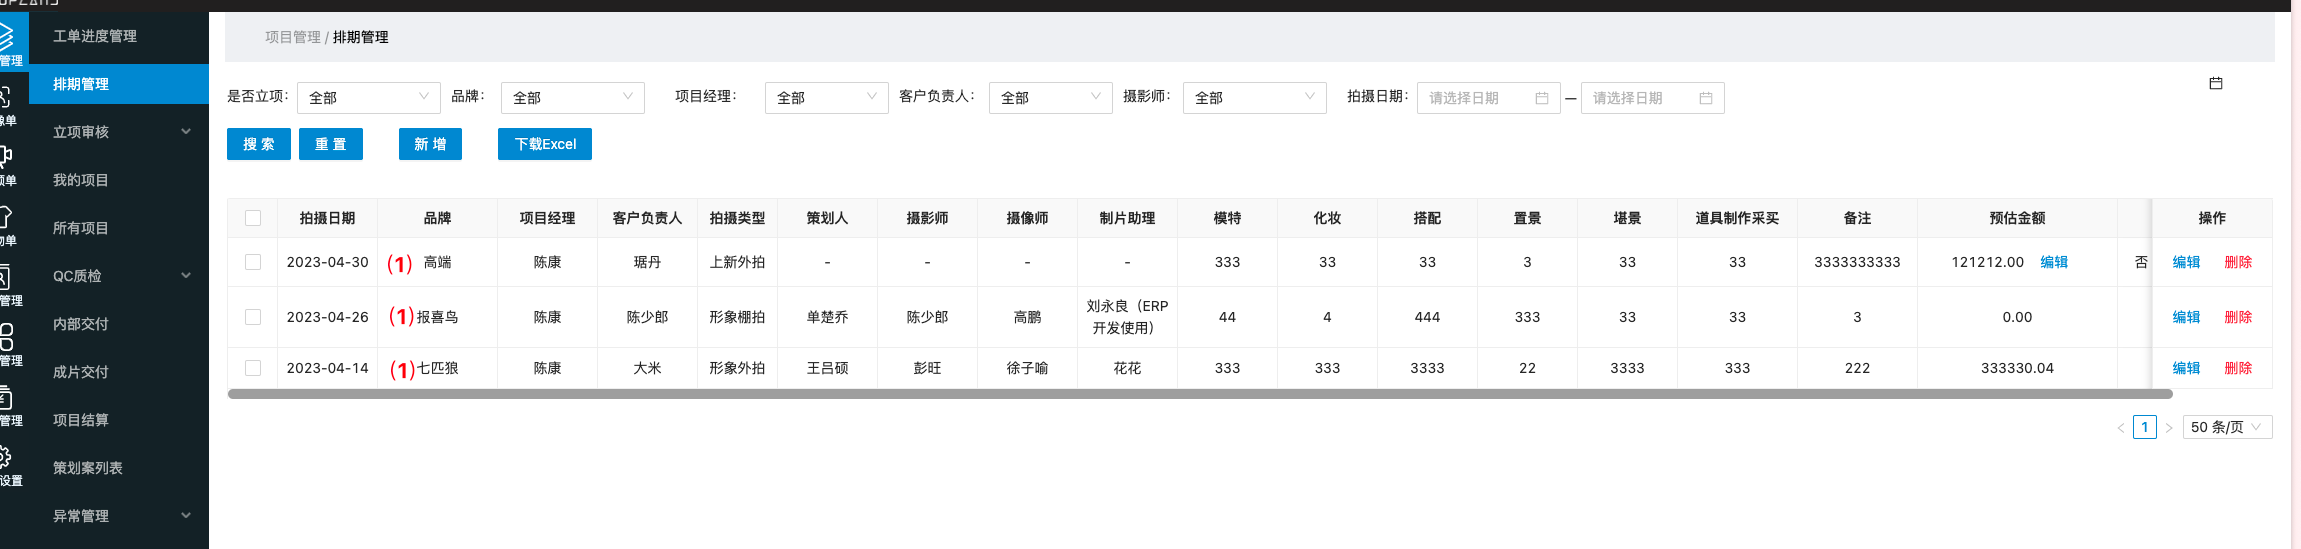 工单进度管理
排期管理
立项审核
我的项目
所有项目
QC质检
内部交付
成片交付
项目结算
策划案列表
异常管理
管理
单
单
单
管理
管理
管理
设置
项目管理 / 排期管理
是否立项: 全部 品牌: 全部 项目经理: 全部 客户负责人: 全部 摄影师: 全部 拍摄日期: 请选择日期 — 请选择日期
搜 索 重 置 新 增 下载Excel
拍摄日期 品牌 项目经理 客户负责人 拍摄类型 策划人 摄影师 摄像师 制片助理 模特 化妆 搭配 置景 堪景 道具制作采买 备注 预估金额 操作
2023-04-30 (1) 高端 陈康 琚丹 上新外拍 - - - - 333 33 33 3 33 33 3333333333 121212.00 编辑 否 编辑 删除
2023-04-26 (1) 报喜鸟 陈康 陈少郎 形象棚拍 单楚乔 陈少郎 高鹏 刘永良（ERP
开发使用） 44 4 444 333 33 33 3 0.00 编辑 删除
2023-04-14 (1) 七匹狼 陈康 大米 形象外拍 王吕硕 彭旺 徐子喻 花花 333 333 3333 22 3333 333 222 333330.04 编辑 删除
1 50 条/页